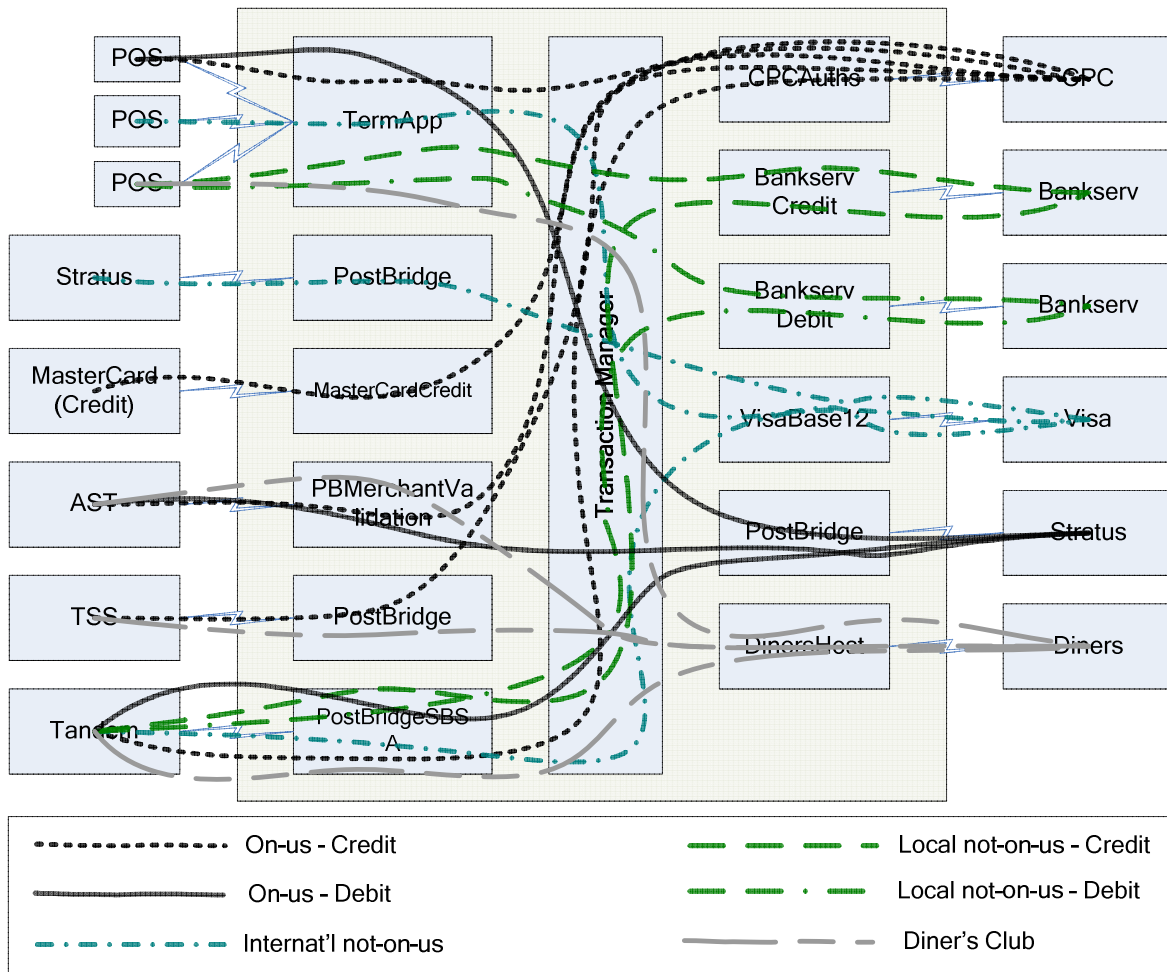 POS
POS
POS
Stratus
MasterCard
(Credit)
AST
TSS
Tandem
TermApp
PostBridge
MasterCardCredit
PBMerchantVa
lidation
PostBridge
PostBridgeSBS
A
Transaction Manager
CPCAuths
Bankserv
Credit
Bankserv
Debit
VisaBase12
PostBridge
DinersHost
CPC
Bankserv
Bankserv
Visa
Stratus
Diners
On-us - Credit
On-us - Debit
Internat'l not-on-us
Local not-on-us - Credit
Local not-on-us - Debit
Diner's Club